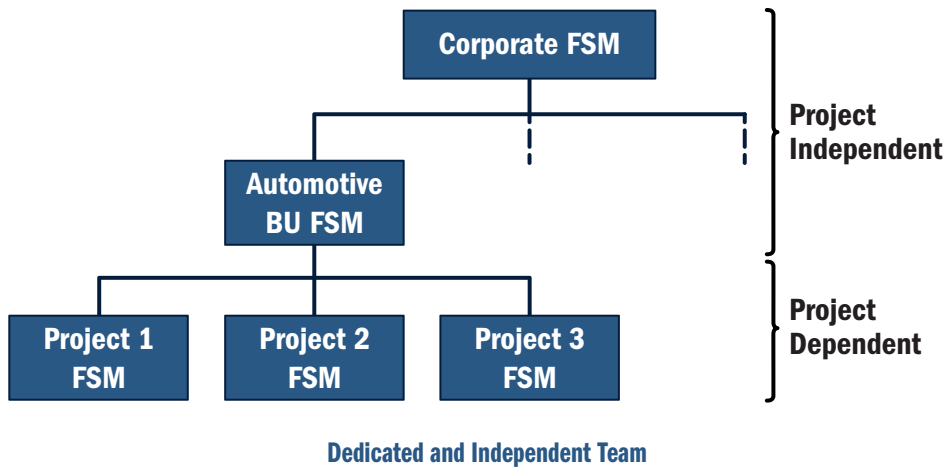 Corporate FSM
Project
Independent
Automotive
BU FSM
Project 1
FSM
Project 2
FSM
Project 3
FSM
Project
Dependent
Dedicated and Independent Team